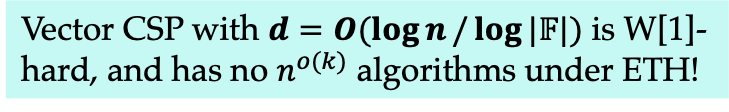 Vector CSP with d = O(log n / log |𝔽|) is W[1]-
hard, and has no n^{o(k)} algorithms under ETH!